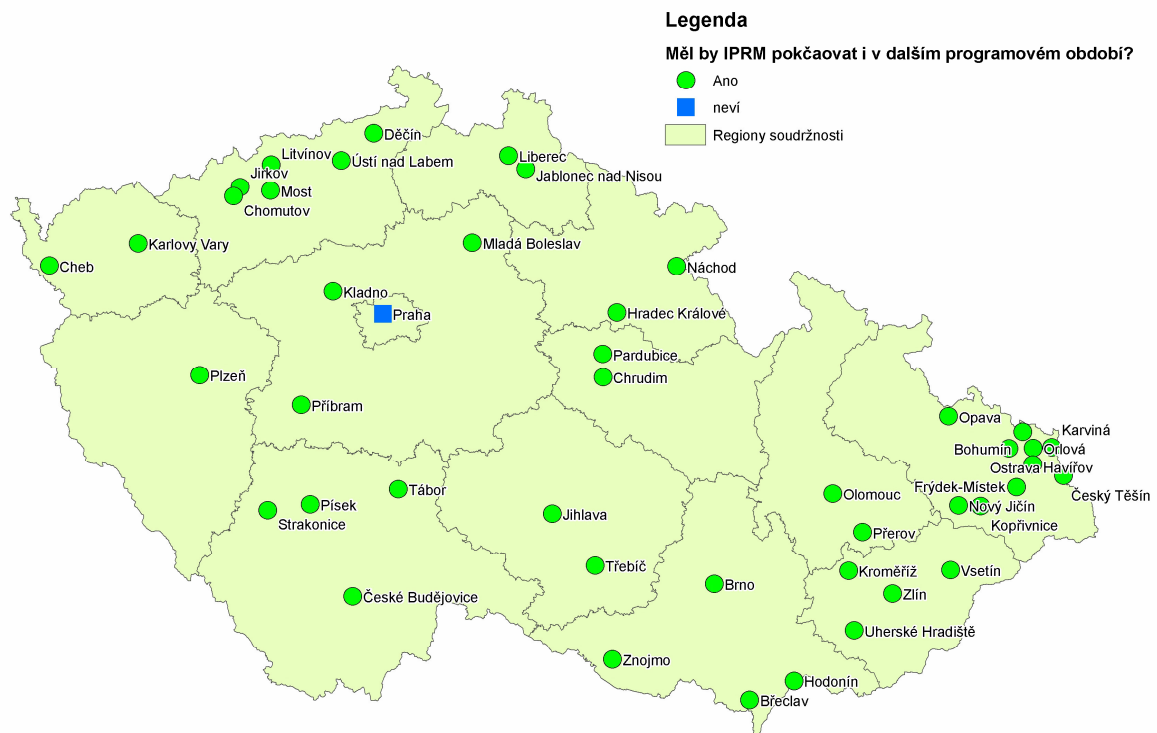 Legenda
Měl by IPRM pokčaovat i v dalším programovém období?
Ano
neví
Regiony soudržnosti
Děčín
Litvínov
Ústí nad Labem
Liberec
Jirkov
Jablonec nad Nisou
Most
Chomutov
Karlovy Vary
Mladá Boleslav
Cheb
Náchod
Kladno
Praha
Hradec Králové
Pardubice
Plzeň
Chrudim
Příbram
Opava
Karviná
Bohumín
Orlová
Ostrava
Havířov
Frýdek-Místek
Český Těšín
Tábor
Olomouc
Písek
Nový Jičín
Strakonice
Jihlava
Kopřivnice
Přerov
Třebíč
Kroměříž
Vsetín
Brno
Zlín
České Budějovice
Uherské Hradiště
Znojmo
Hodonín
Břeclav